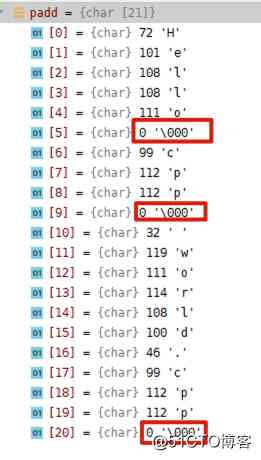 padd = {char [21]}
01 [0] = {char} 72 'H'
01 [1] = {char} 101 'e'
01 [2] = {char} 108 'l'
01 [3] = {char} 108 'l'
01 [4] = {char} 111 'o'
01 [5] = {char} 0 '\000'
01 [6] = {char} 99 'c'
01 [7] = {char} 112 'p'
01 [8] = {char} 112 'p'
01 [9] = {char} 0 '\000'
01 [10] = {char} 32 ' '
01 [11] = {char} 119 'w'
01 [12] = {char} 111 'o'
01 [13] = {char} 114 'r'
01 [14] = {char} 108 'l'
01 [15] = {char} 100 'd'
01 [16] = {char} 46 '.'
01 [17] = {char} 99 'c'
01 [18] = {char} 112 'p'
01 [19] = {char} 112 'p'
01 [20] = {char} 0 '\000'
@51CTO博客